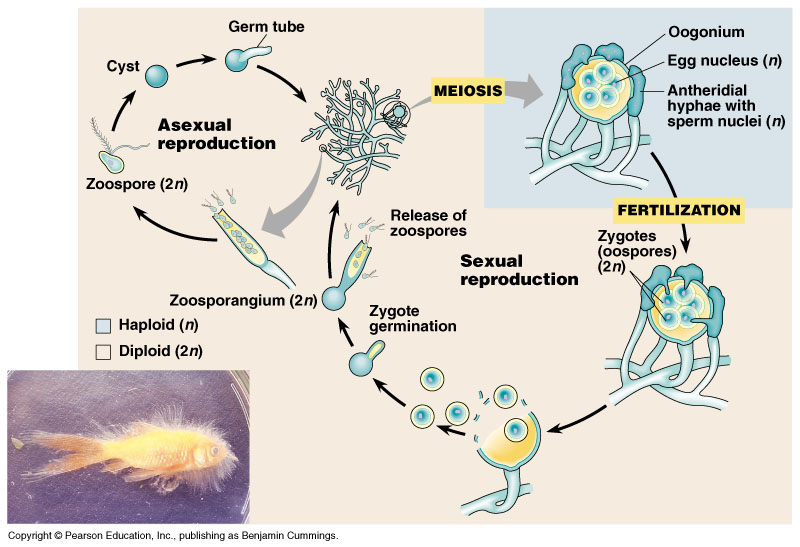 Germ tube
Cyst
Asexual
reproduction
Zoospore (2n)
Zoosporangium (2n)
MEIOSIS
Oogonium
Egg nucleus (n)
Antheridial
hyphae with
sperm nuclei (n)
FERTILIZATION
Zygotes
(oospores)
(2n)
Sexual
reproduction
Release of
zoospores
Zygote
germination
Haploid (n)
Diploid (2n)
Copyright © Pearson Education, Inc., publishing as Benjamin Cummings.